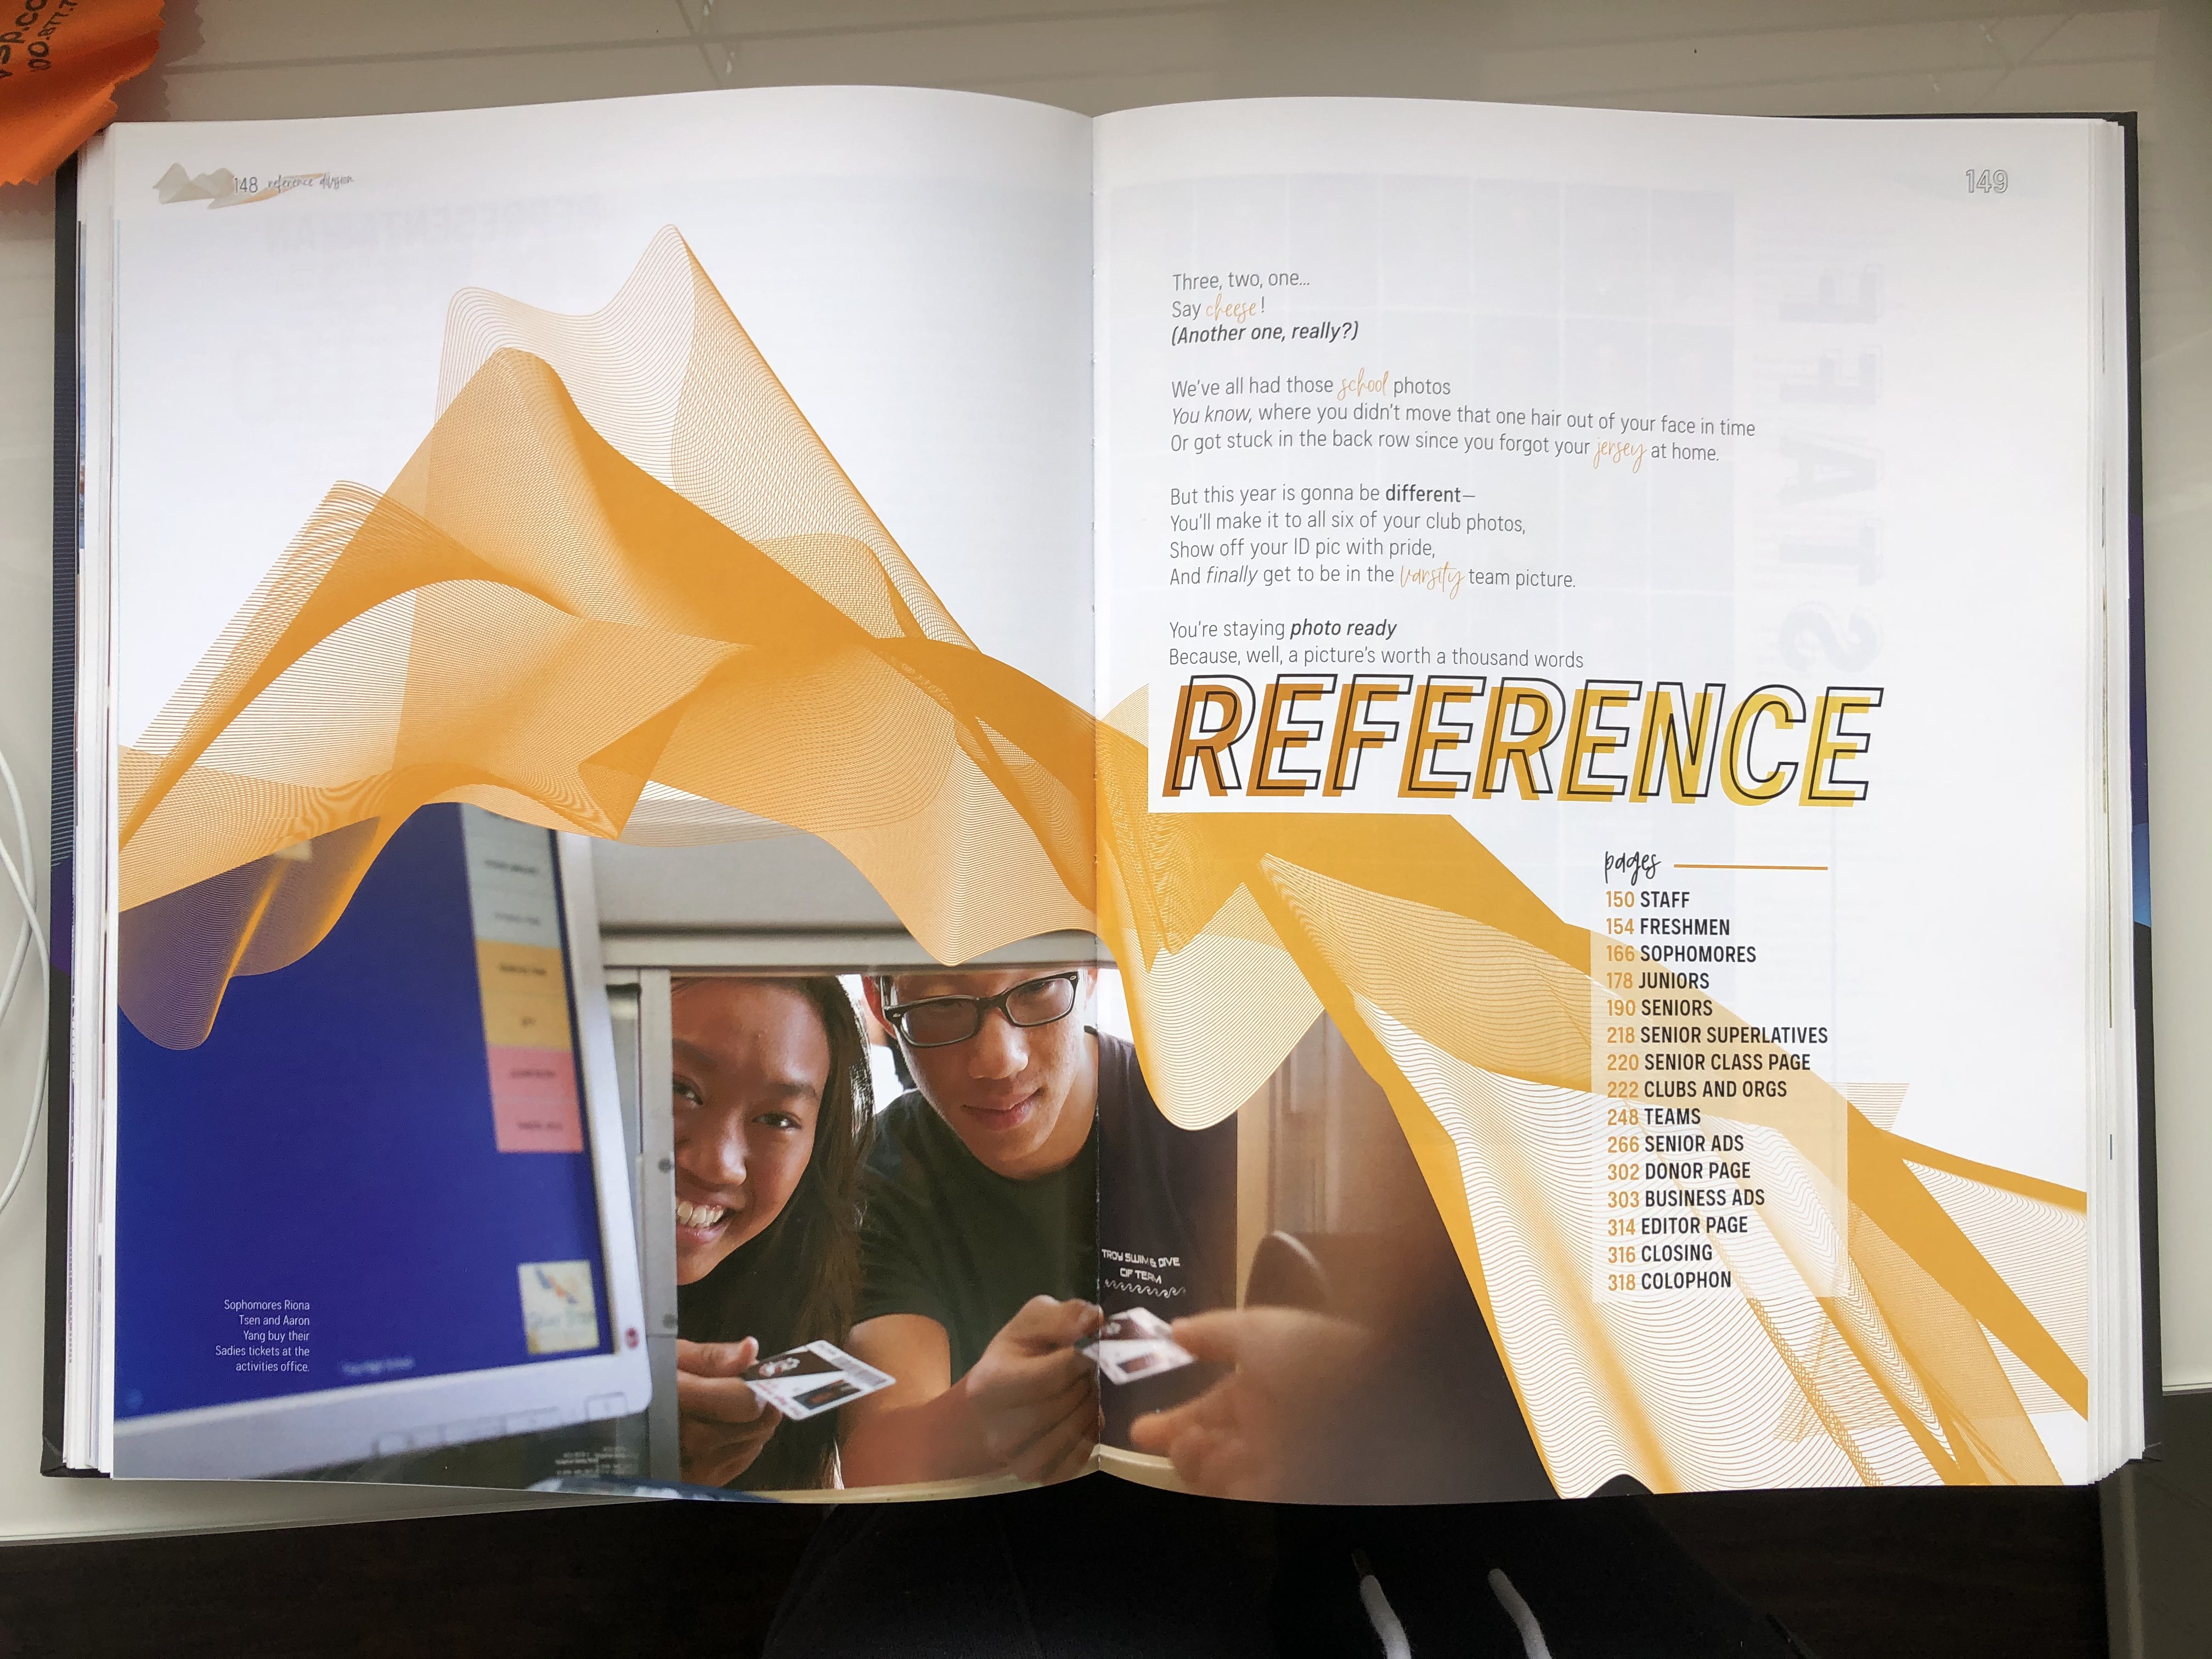 sp.co
00.877.7
148 reference division
149
Three, two, one...
Say cheese!
(Another one, really?)
We've all had those school photos
You know, where you didn't move that one hair out of your face in time
Or got stuck in the back row since you forgot your jersey at home.
But this year is gonna be different—
You'll make it to all six of your club photos,
Show off your ID pic with pride,
And finally get to be in the varsity team picture.
You're staying photo ready
Because, well, a picture's worth a thousand words
REFERENCE
pages
150 STAFF
154 FRESHMEN
166 SOPHOMORES
178 JUNIORS
190 SENIORS
218 SENIOR SUPERLATIVES
220 SENIOR CLASS PAGE
222 CLUBS AND ORGS
248 TEAMS
266 SENIOR ADS
302 DONOR PAGE
303 BUSINESS ADS
314 EDITOR PAGE
316 CLOSING
318 COLOPHON
TROY SWIM & DIVE
CIF TEAM
Sophomores Riona
Tsen and Aaron
Yang buy their
Sadies tickets at the
activities office.